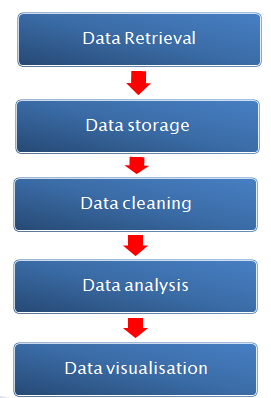 Data Retrieval
Data storage
Data cleaning
Data analysis
Data visualisation